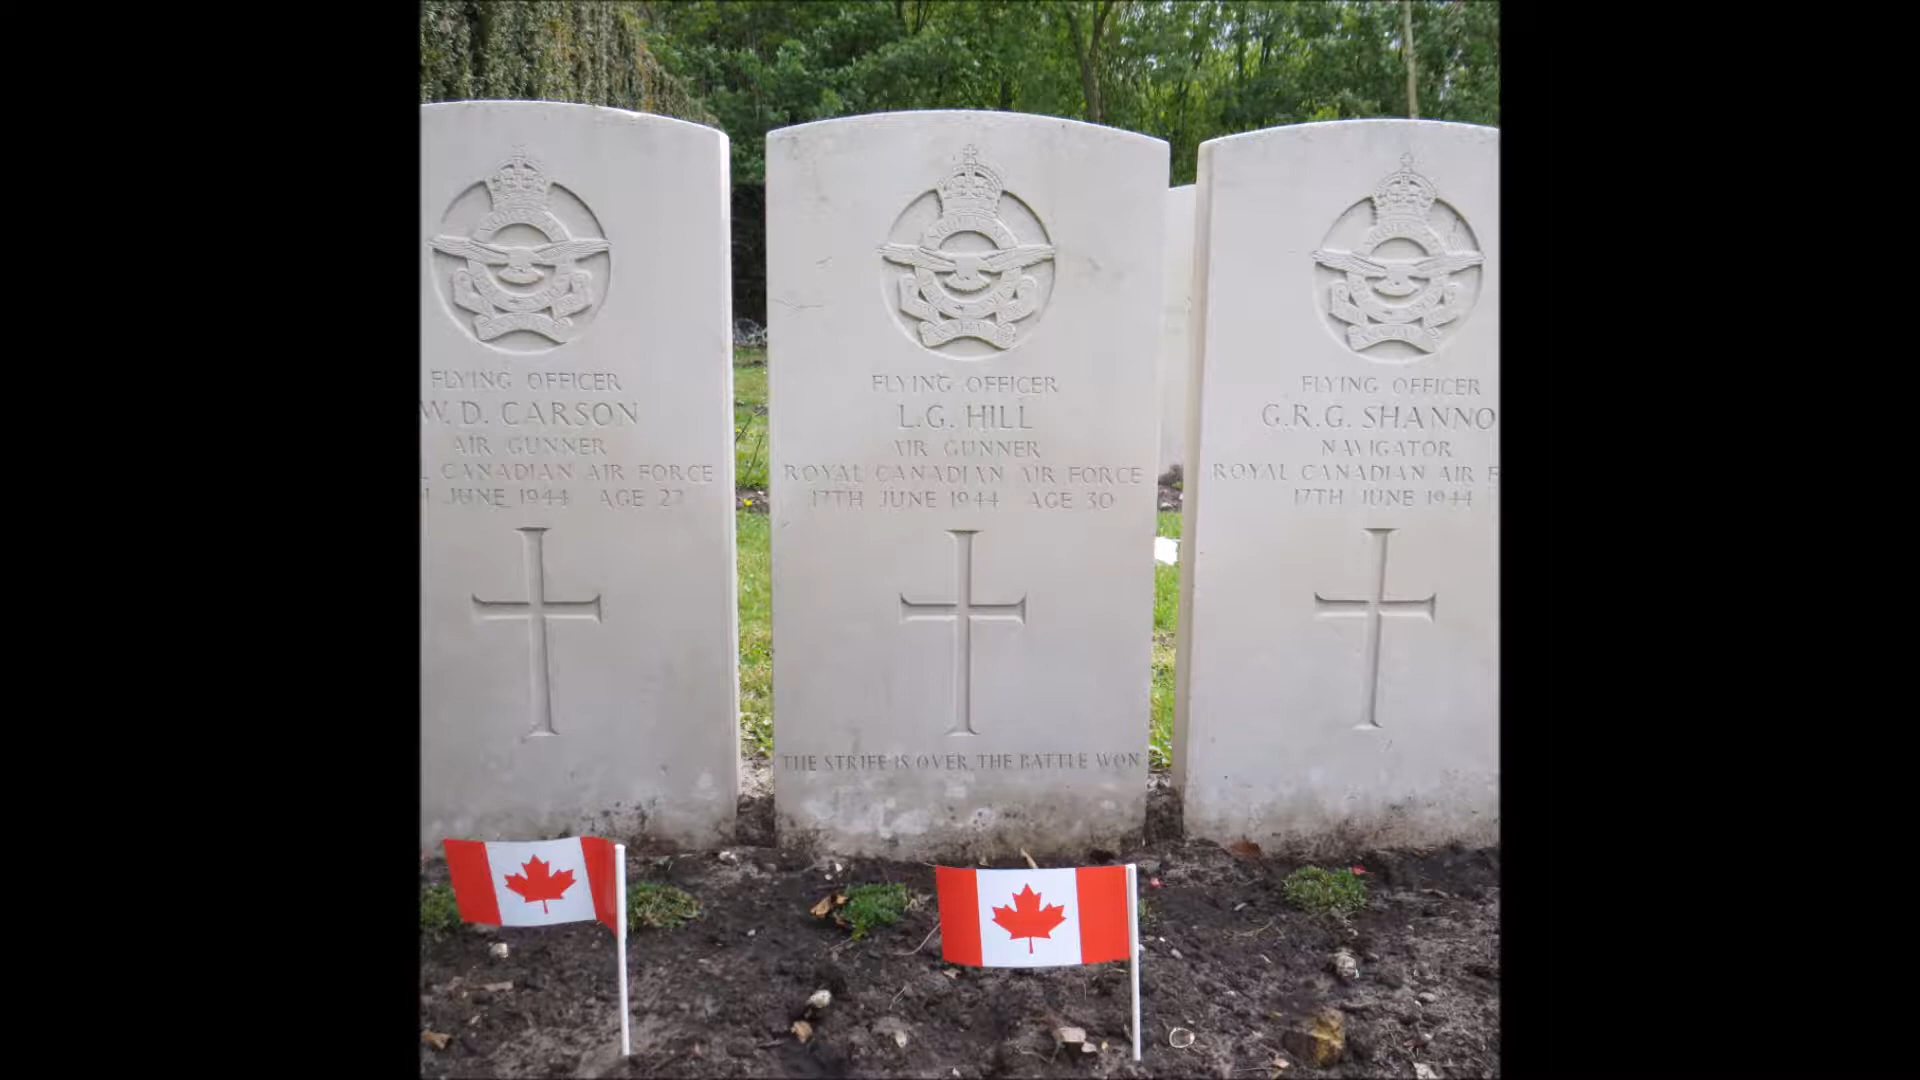 FLYING OFFICER
W.D. CARSON
AIR GUNNER
L CANADIAN AIR FORCE
JUNE 1944 AGE 27
FLYING OFFICER
L.G. HILL
AIR GUNNER
ROYAL CANADIAN AIR FORCE
17TH JUNE 1944 AGE 30
THE STRIFE IS OVER, THE BATTLE WON
FLYING OFFICER
G.R.G. SHANNO
NAVIGATOR
ROYAL CANADIAN AIR F
17TH JUNE 1944